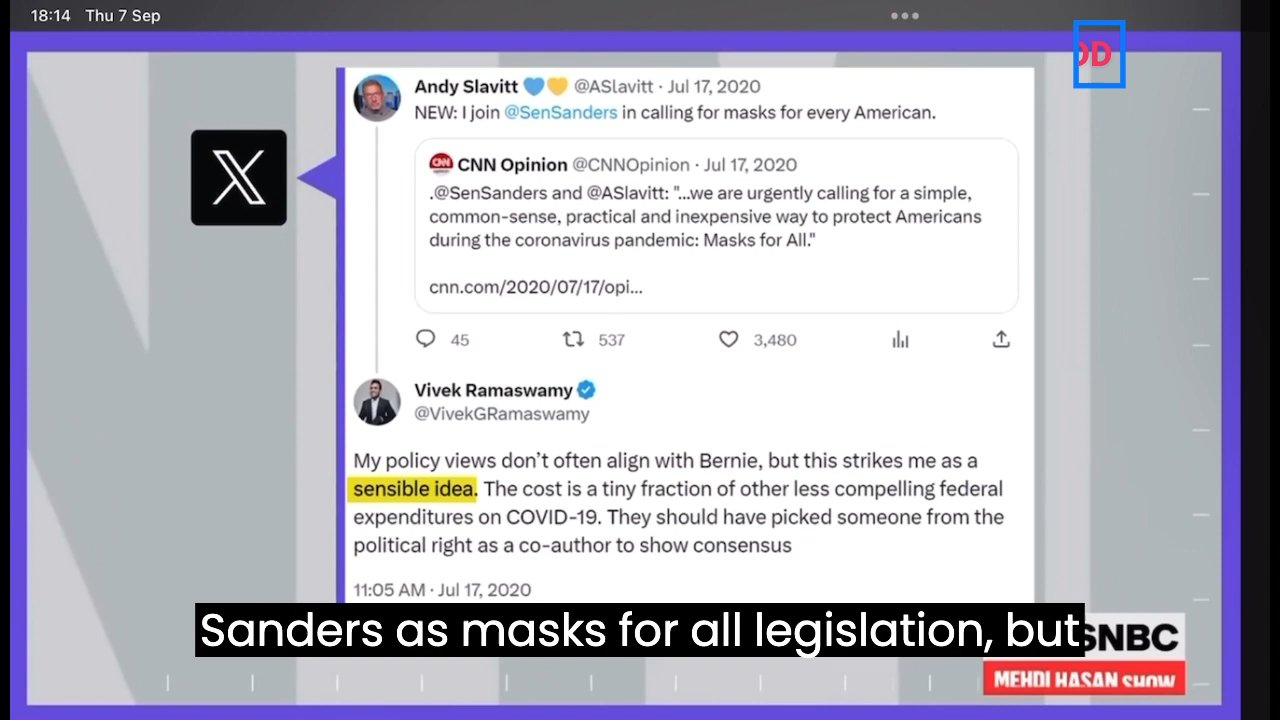 18:14 Thu 7 Sep
Andy Slavitt 💙💛 @ASlavitt · Jul 17, 2020
NEW: I join @SenSanders in calling for masks for every American.
CNN Opinion @CNNOpinion · Jul 17, 2020
.@SenSanders and @ASlavitt: "...we are urgently calling for a simple,
common-sense, practical and inexpensive way to protect Americans
during the coronavirus pandemic: Masks for All."
cnn.com/2020/07/17/opi...
45 537 3,480
Vivek Ramaswamy
@VivekGRamaswamy
My policy views don't often align with Bernie, but this strikes me as a
sensible idea. The cost is a tiny fraction of other less compelling federal
expenditures on COVID-19. They should have picked someone from the
political right as a co-author to show consensus
11:05 AM · Jul 17, 2020
Sanders as masks for all legislation, but
SNBC
MEHDI HASAN SHOW